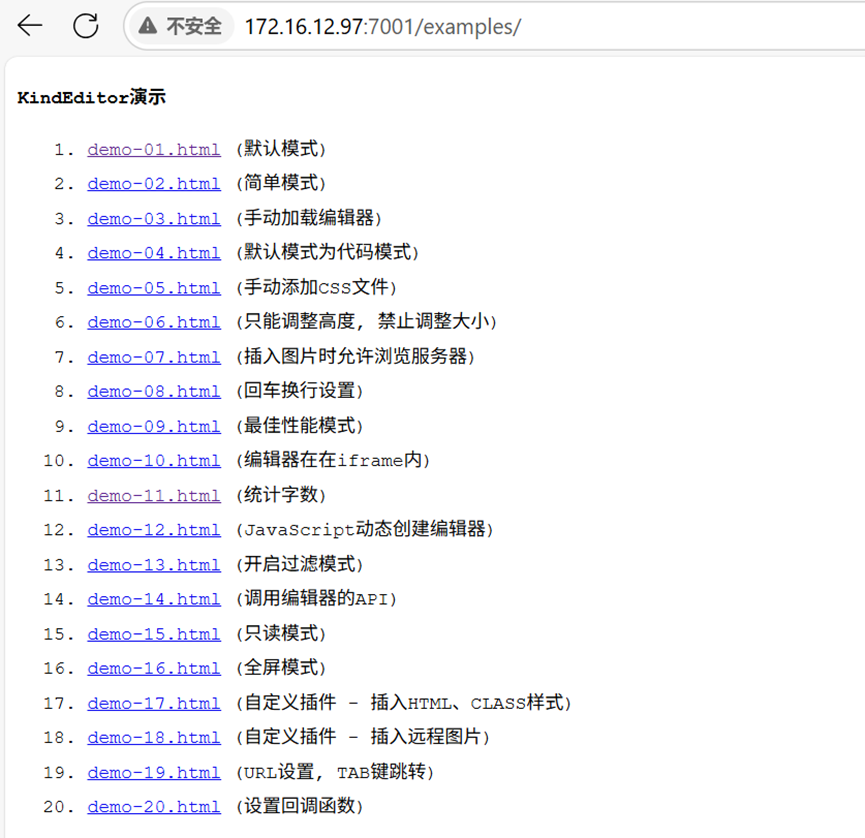 不安全 172.16.12.97:7001/examples/
KindEditor演示
1. demo-01.html (默认模式)
2. demo-02.html (简单模式)
3. demo-03.html (手动加载编辑器)
4. demo-04.html (默认模式为代码模式)
5. demo-05.html (手动添加CSS文件)
6. demo-06.html (只能调整高度, 禁止调整大小)
7. demo-07.html (插入图片时允许浏览服务器)
8. demo-08.html (回车换行设置)
9. demo-09.html (最佳性能模式)
10. demo-10.html (编辑器在在iframe内)
11. demo-11.html (统计字数)
12. demo-12.html (JavaScript动态创建编辑器)
13. demo-13.html (开启过滤模式)
14. demo-14.html (调用编辑器的API)
15. demo-15.html (只读模式)
16. demo-16.html (全屏模式)
17. demo-17.html (自定义插件 - 插入HTML、CLASS样式)
18. demo-18.html (自定义插件 - 插入远程图片)
19. demo-19.html (URL设置, TAB键跳转)
20. demo-20.html (设置回调函数)